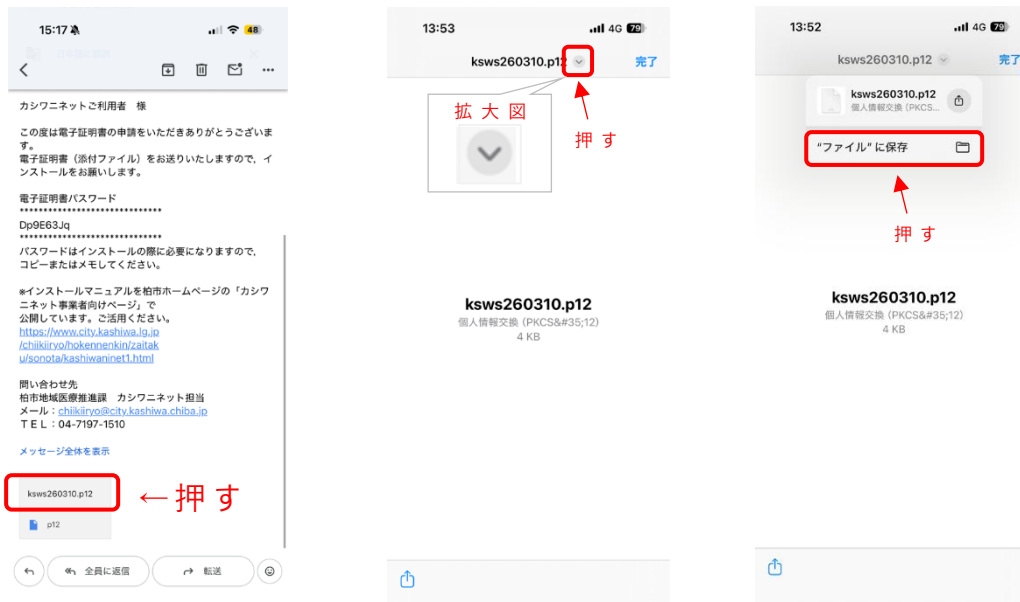 15:17
48
カシワニネットご利用者　様
この度は電子証明書の申請をいただきありがとうございま
す。
電子証明書（添付ファイル）をお送りいたしますので，イ
ンストールをお願いします。
電子証明書パスワード
******************************
Dp9E63Jq
******************************
パスワードはインストールの際に必要になりますので，
コピーまたはメモしてください。
※インストールマニュアルを柏市ホームページの「カシワ
ニネット事業者向けページ」で
公開しています。ご活用ください。
https://www.city.kashiwa.lg.jp
/chiikiiryo/hokennenkin/zaitak
u/sonota/kashiwaninet1.html
問い合わせ先
柏市地域医療推進課　カシワニネット担当
メール：chiikiiryo@city.kashiwa.chiba.jp
ＴＥＬ：04-7197-1510
メッセージ全体を表示
ksws260310.p12
←押す
p12
全員に返信
転送
13:53
4G 79
ksws260310.p12
完了
拡大図
押す
ksws260310.p12
個人情報交換（PKCS&#35;12）
4 KB
13:52
4G 79
ksws260310.p12
完了
ksws260310.p12
個人情報交換（PKCS...
"ファイル"に保存
押す
ksws260310.p12
個人情報交換（PKCS&#35;12）
4 KB